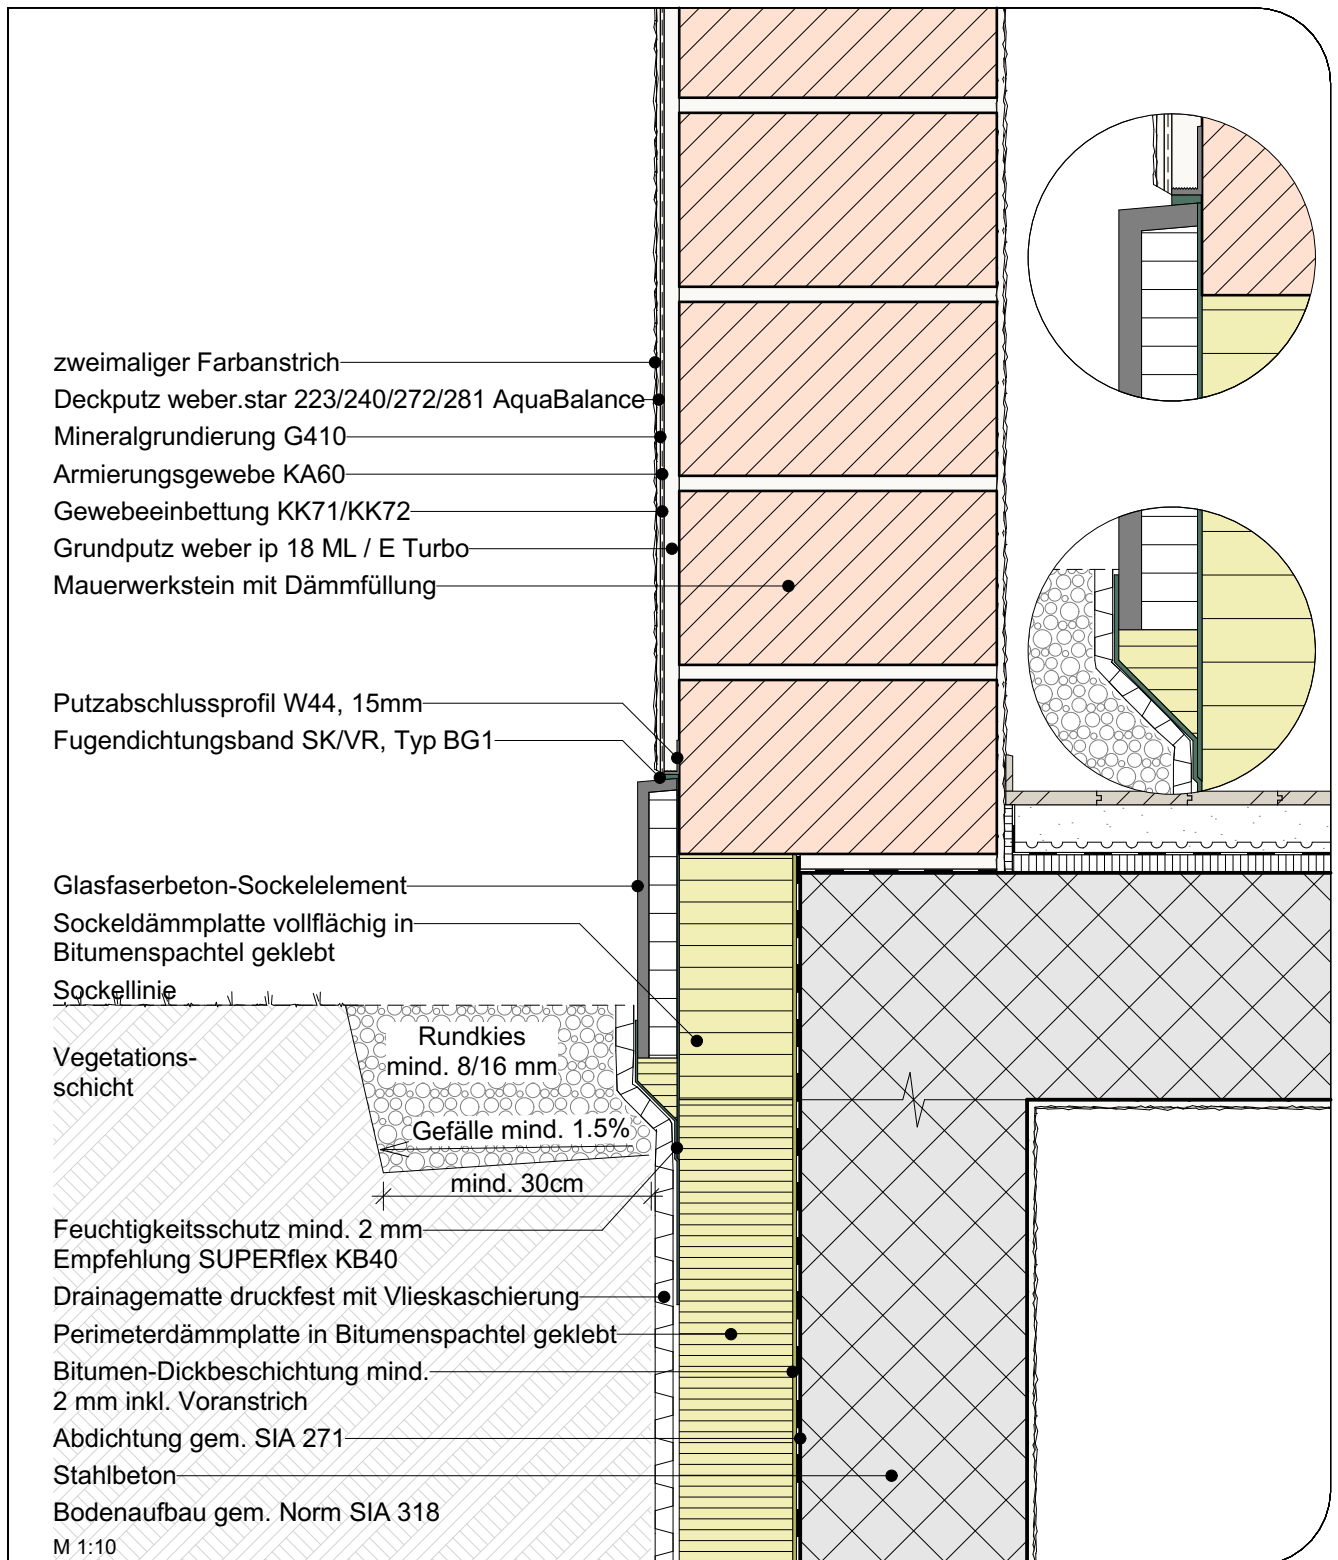 zweimaliger Farbanstrich
Deckputz weber.star 223/240/272/281 AquaBalance
Mineralgrundierung G410
Armierungsgewebe KA60
Gewebeeinbettung KK71/KK72
Grundputz weber ip 18 ML / E Turbo
Mauerwerkstein mit Dämmfüllung
Putzabschlussprofil W44, 15mm
Fugendichtungsband SK/VR, Typ BG1
Glasfaserbeton-Sockelelement
Sockeldämmplatte vollflächig in
Bitumenspachtel geklebt
Sockellinie
Rundkies
mind. 8/16 mm
Vegetations-
schicht
Gefälle mind. 1.5%
mind. 30cm
Feuchtigkeitsschutz mind. 2 mm
Empfehlung SUPERflex KB40
Drainagematte druckfest mit Vlieskaschierung
Perimeterdämmplatte in Bitumenspachtel geklebt
Bitumen-Dickbeschichtung mind.
2 mm inkl. Voranstrich
Abdichtung gem. SIA 271
Stahlbeton
Bodenaufbau gem. Norm SIA 318
M 1:10